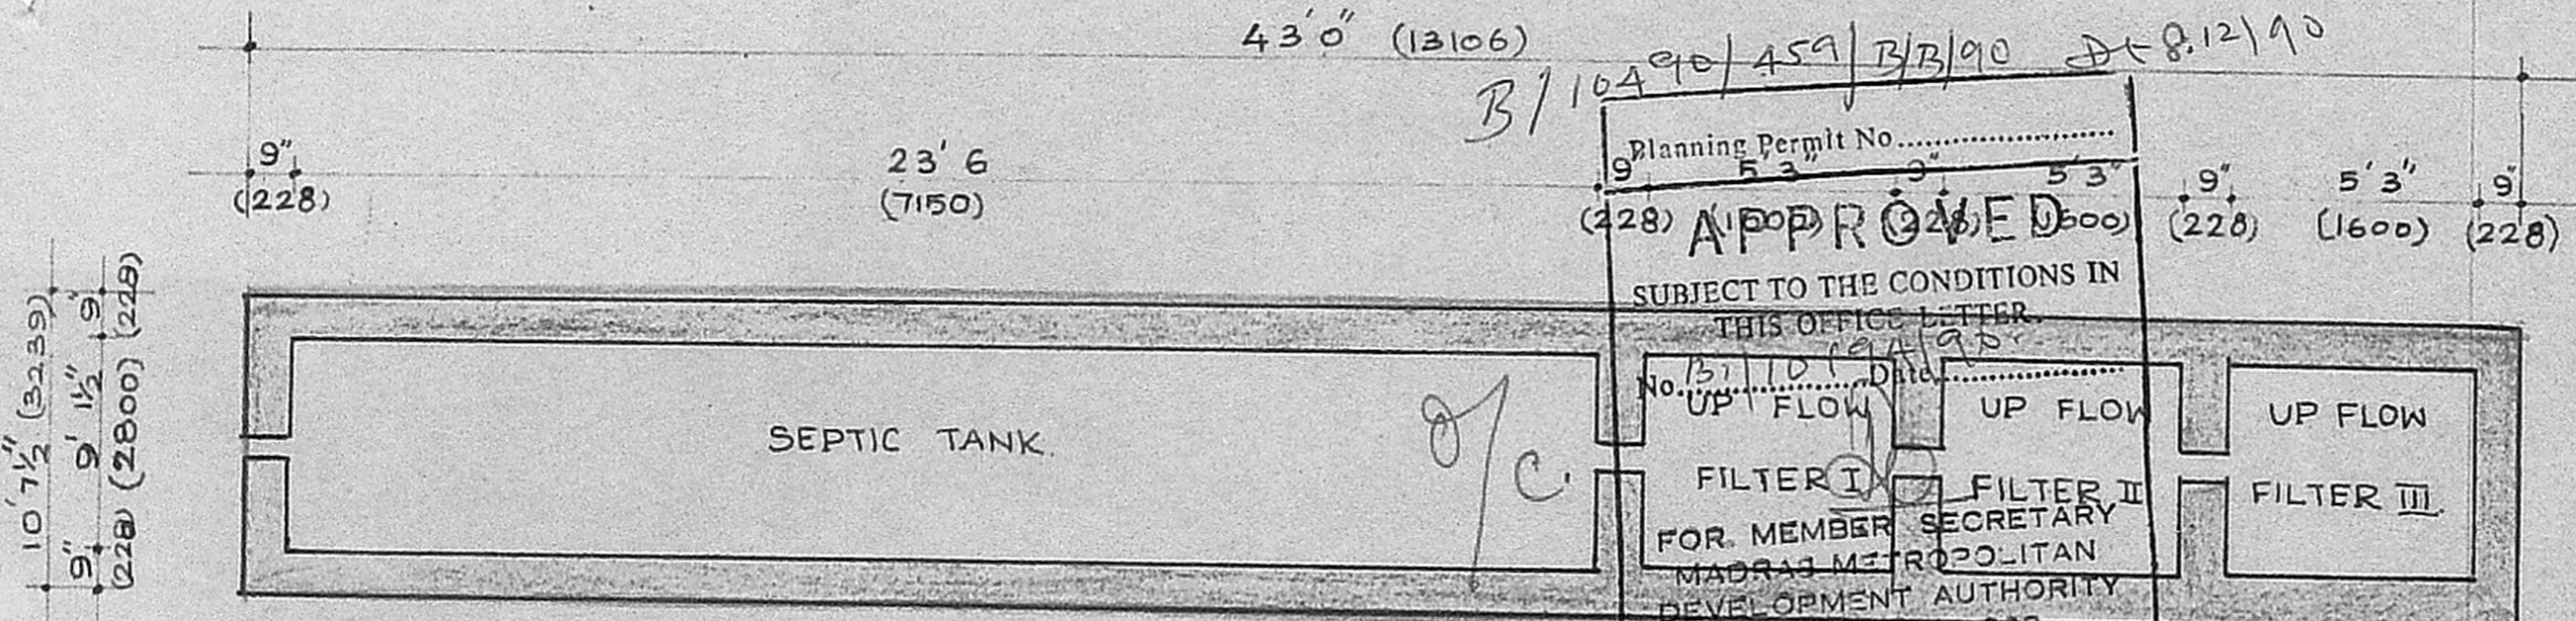 43'0" (13106)
B/10490/459/B/B/90 Dt 8.12/90
Planning Permit No
9" 23' 6 9" 5'3" 9" 5'3" 9" 5'3" 9"
(228) (7150) (228) (1600) (228) (1600) (228) (1600) (228)
APPROVED
SUBJECT TO THE CONDITIONS IN
THIS OFFICE LETTER.
No. Date
10' 7½" (3239)
9" 9' 1½" 9"
(228) (2800) (229)
SEPTIC TANK.
O/C.
UP FLOW
FILTER I
UP FLOW
FILTER II
UP FLOW
FILTER III.
FOR MEMBER SECRETARY
MADRAS METROPOLITAN
DEVELOPMENT AUTHORITY